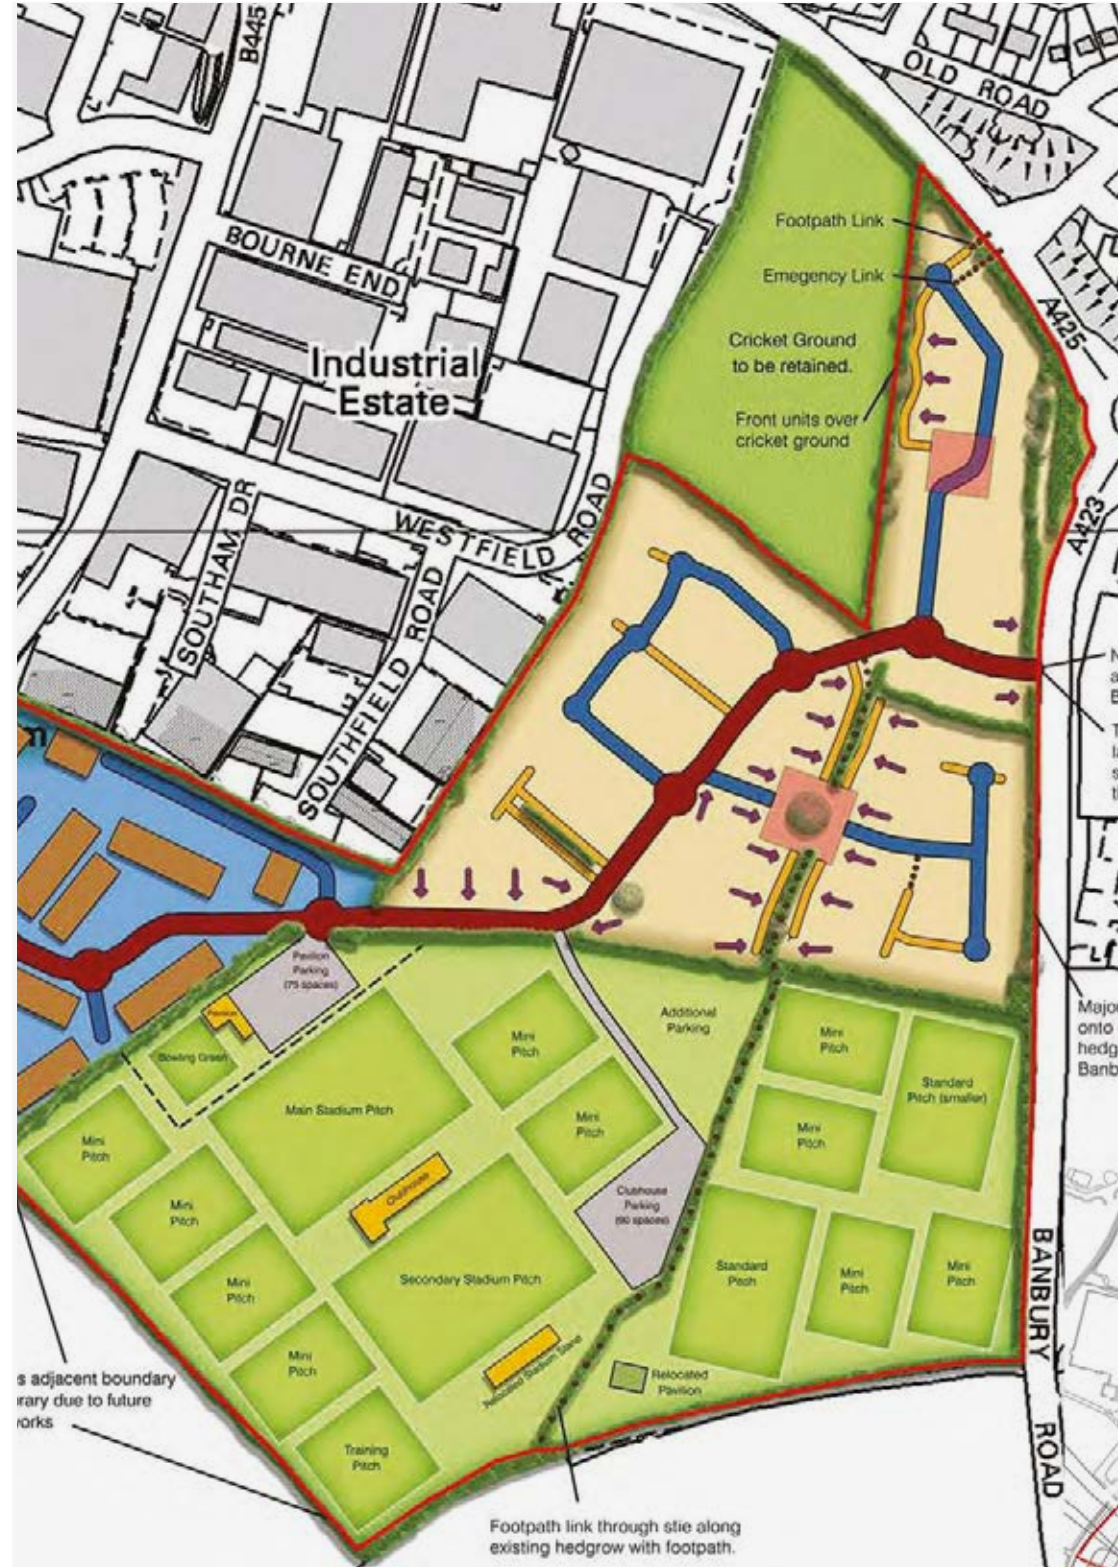 B445
OLD ROAD
Footpath Link
Emegency Link
A425
BOURNE END
Cricket Ground
to be retained.
Industrial
Estate
Front units over
cricket ground
A423
WESTFIELD ROAD
SOUTHAM DR
SOUTHFIELD ROAD
Pavilion
Parking
(75 spaces)
Pavilion
Bowling Green
Additional
Parking
Mini
Pitch
Mini
Pitch
Standard
Pitch (smaller)
Main Stadium Pitch
Mini
Pitch
Mini
Pitch
Mini
Pitch
Majo
onto
hedg
Banb
Clubhouse
Mini
Pitch
Clubhouse
Parking
(90 spaces)
Mini
Pitch
Secondary Stadium Pitch
Standard
Pitch
Mini
Pitch
Mini
Pitch
BANBURY ROAD
Mini
Pitch
Relocated Stadium Stand
Relocated
Pavilion
s adjacent boundary
rary due to future
orks
Training
Pitch
Footpath link through stie along
existing hedgrow with footpath.